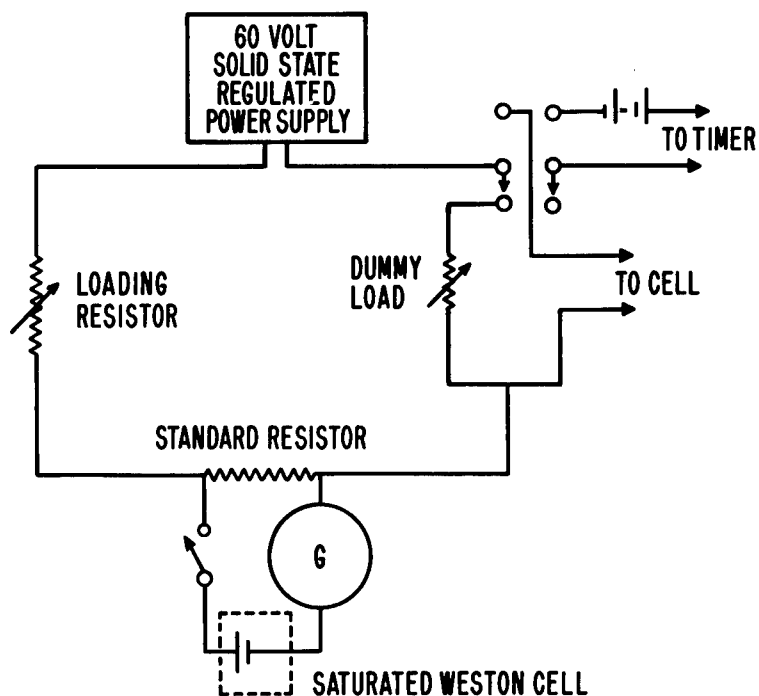 60 VOLT
SOLID STATE
REGULATED
POWER SUPPLY
TO TIMER
LOADING
RESISTOR
DUMMY
LOAD
TO CELL
STANDARD RESISTOR
G
SATURATED WESTON CELL